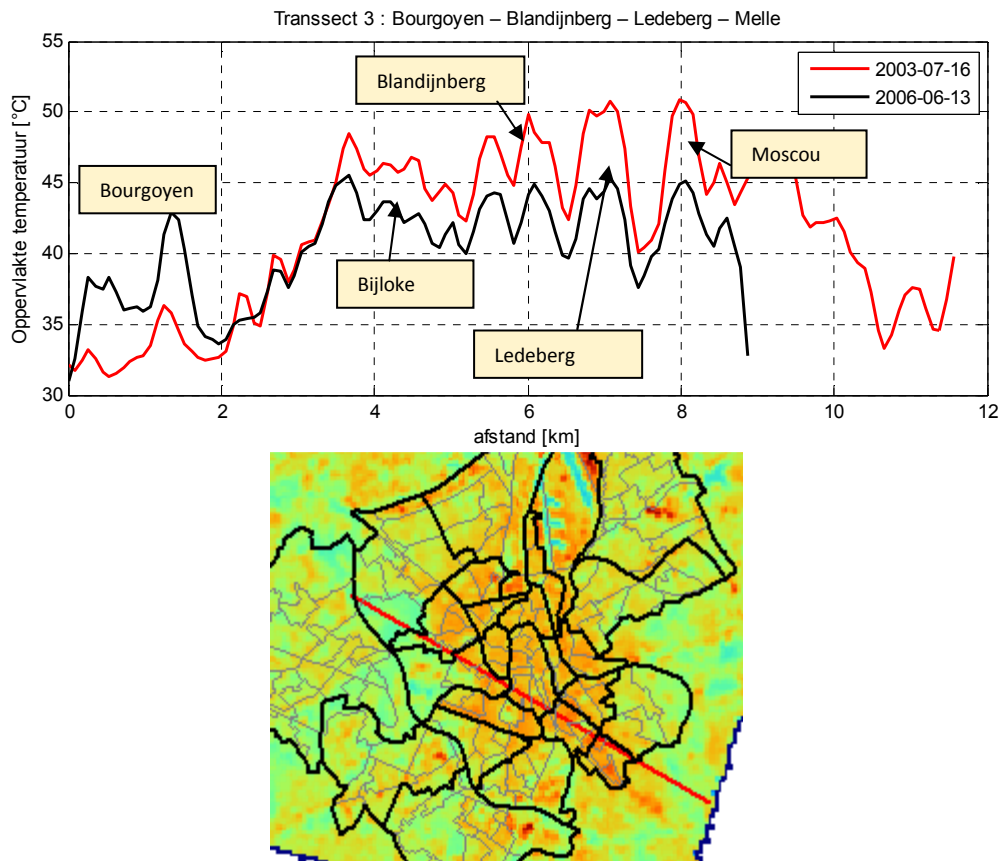 Transsect 3 : Bourgoyen – Blandijnberg – Ledeberg – Melle
55
50
45
40
35
30
Oppervlakte temperatuur [°C]
2003-07-16
2006-06-13
Blandijnberg
Moscou
Bourgoyen
Bijloke
Ledeberg
0
2
4
6
8
10
12
afstand [km]